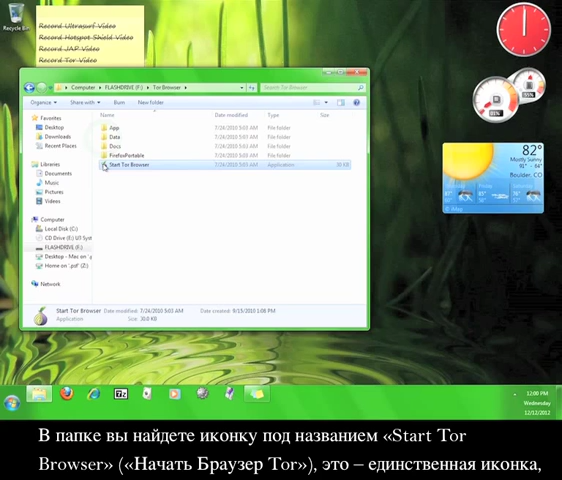 Recycle Bin
Record Ultrasurf Video
Record Hotspot Shield Video
Record JAP Video
Record Tor Video
Computer ▸ FLASHDRIVE (F:) ▸ Tor Browser ▸
Search Tor Browser
Organize Share with Burn New folder
Name Date modified Type Size
Favorites
Desktop
Downloads
Recent Places
Libraries
Documents
Music
Pictures
Videos
Computer
Local Disk (C:)
CD Drive (E:) U3 Syst
FLASHDRIVE (F:)
Desktop - Mac on
Home on '.psf' (Z:)
Network
App 7/24/2010 5:03 AM File folder
Data 7/24/2010 5:03 AM File folder
Docs 7/24/2010 5:03 AM File folder
FirefoxPortable 7/24/2010 5:03 AM File folder
Start Tor Browser 7/24/2010 5:03 AM Application 30 KB
Start Tor Browser Date modified: 7/24/2010 5:03 AM Date created: 9/15/2010 1:08 PM
Application Size: 30.0 KB
82°
Mostly Sunny
Boulder, CO
12:00 PM
Wednesday
12/12/2012
В папке вы найдете иконку под названием «Start Tor
Browser» («Начать Браузер Tor»), это – единственная иконка,